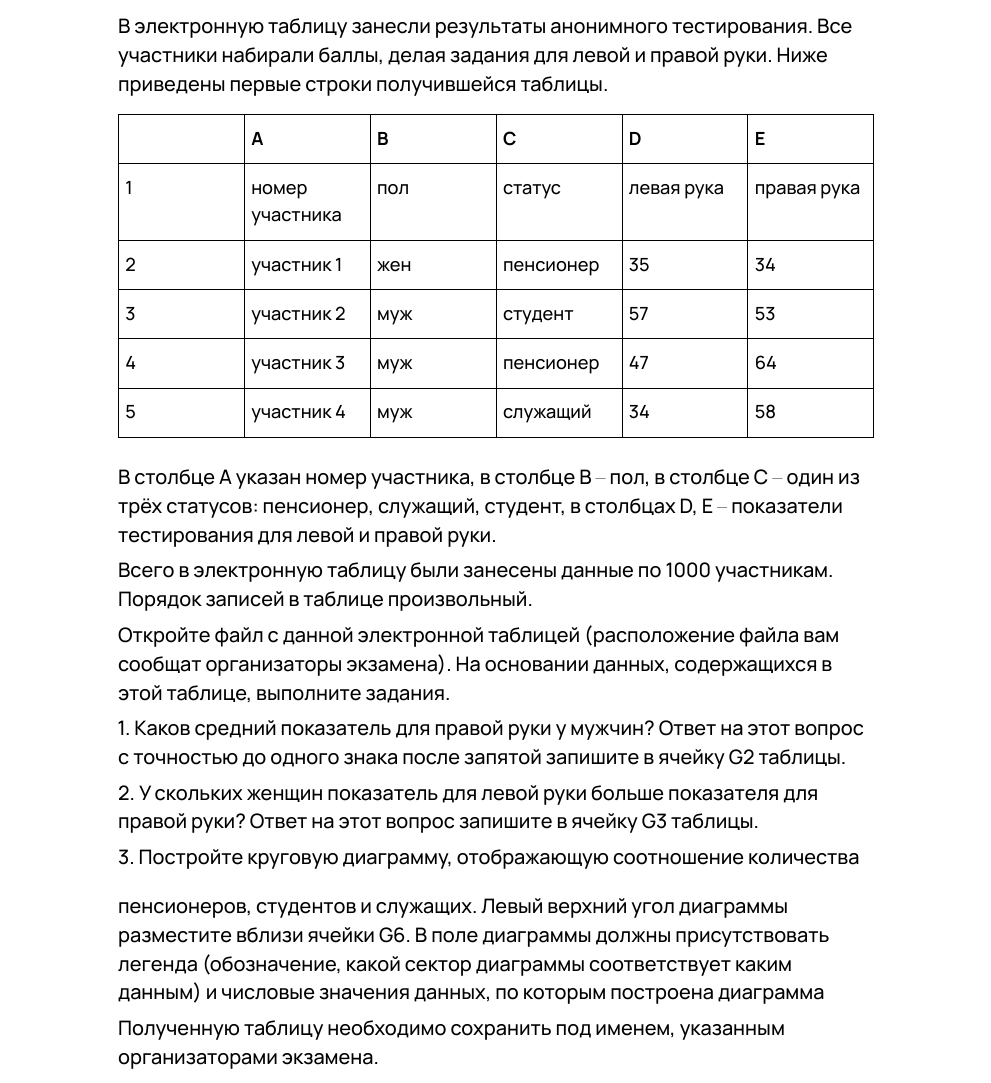 В электронную таблицу занесли результаты анонимного тестирования. Все
участники набирали баллы, делая задания для левой и правой руки. Ниже
приведены первые строки получившейся таблицы.
A B C D E
1 номер участника пол статус левая рука правая рука
2 участник 1 жен пенсионер 35 34
3 участник 2 муж студент 57 53
4 участник 3 муж пенсионер 47 64
5 участник 4 муж служащий 34 58
В столбце A указан номер участника, в столбце B – пол, в столбце C – один из
трёх статусов: пенсионер, служащий, студент, в столбцах D, E – показатели
тестирования для левой и правой руки.
Всего в электронную таблицу были занесены данные по 1000 участникам.
Порядок записей в таблице произвольный.
Откройте файл с данной электронной таблицей (расположение файла вам
сообщат организаторы экзамена). На основании данных, содержащихся в
этой таблице, выполните задания.
1. Каков средний показатель для правой руки у мужчин? Ответ на этот вопрос
с точностью до одного знака после запятой запишите в ячейку G2 таблицы.
2. У скольких женщин показатель для левой руки больше показателя для
правой руки? Ответ на этот вопрос запишите в ячейку G3 таблицы.
3. Постройте круговую диаграмму, отображающую соотношение количества
пенсионеров, студентов и служащих. Левый верхний угол диаграммы
разместите вблизи ячейки G6. В поле диаграммы должны присутствовать
легенда (обозначение, какой сектор диаграммы соответствует каким
данным) и числовые значения данных, по которым построена диаграмма
Полученную таблицу необходимо сохранить под именем, указанным
организаторами экзамена.